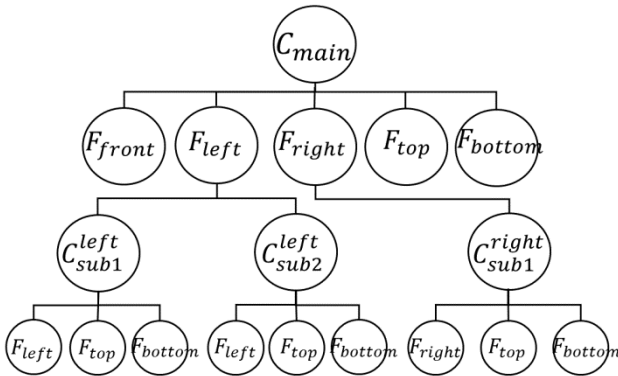 C_main
F_front F_left F_right F_top F_bottom
C_sub1^left C_sub2^left C_sub1^right
F_left F_top F_bottom F_left F_top F_bottom F_right F_top F_bottom